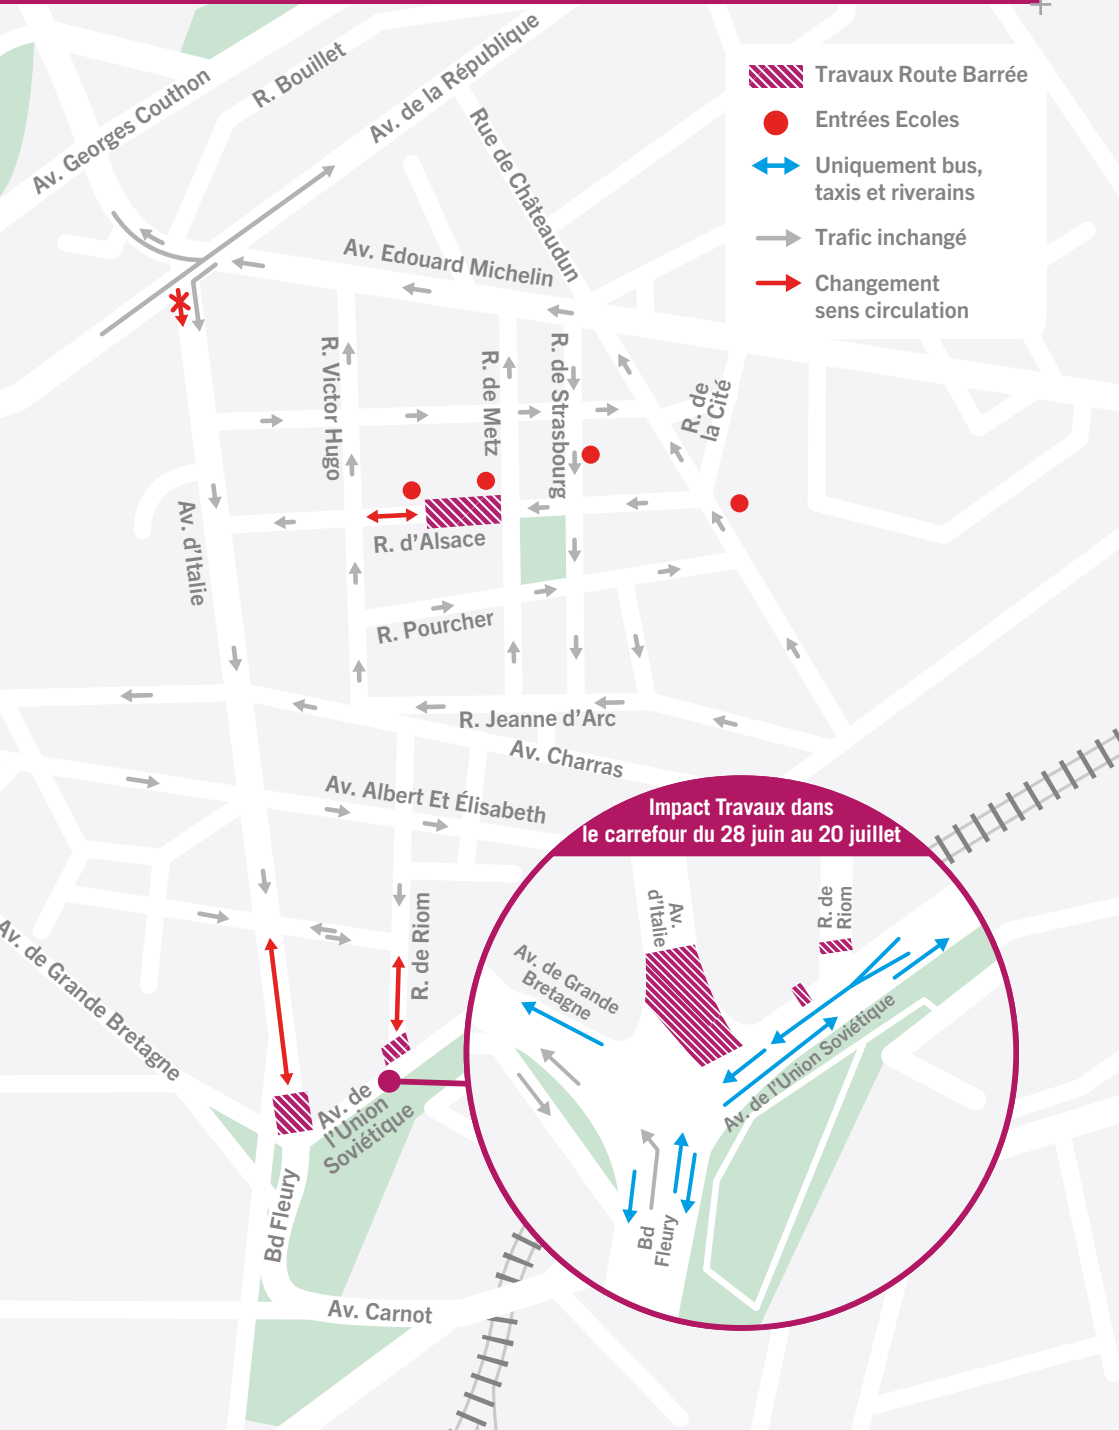 Av. Georges Couthon
R. Bouillet
Av. de la République
Rue de Châteaudun
Travaux Route Barrée
Entrées Ecoles
Uniquement bus,
taxis et riverains
Trafic inchangé
Changement
sens circulation
Av. Edouard Michelin
R. Victor Hugo
R. de Metz
R. de Strasbourg
R. de
la Cité
Av. d'Italie
R. d'Alsace
R. Pourcher
R. Jeanne d'Arc
Av. Charras
Av. Albert Et Élisabeth
R. de Riom
Av. de Grande Bretagne
Av. de
l'Union
Soviétique
Bd Fleury
Av. Carnot
Impact Travaux dans
le carrefour du 28 juin au 20 juillet
Av.
d'Italie
R. de
Riom
Av. de Grande
Bretagne
Av. de l'Union Soviétique
Bd
Fleury